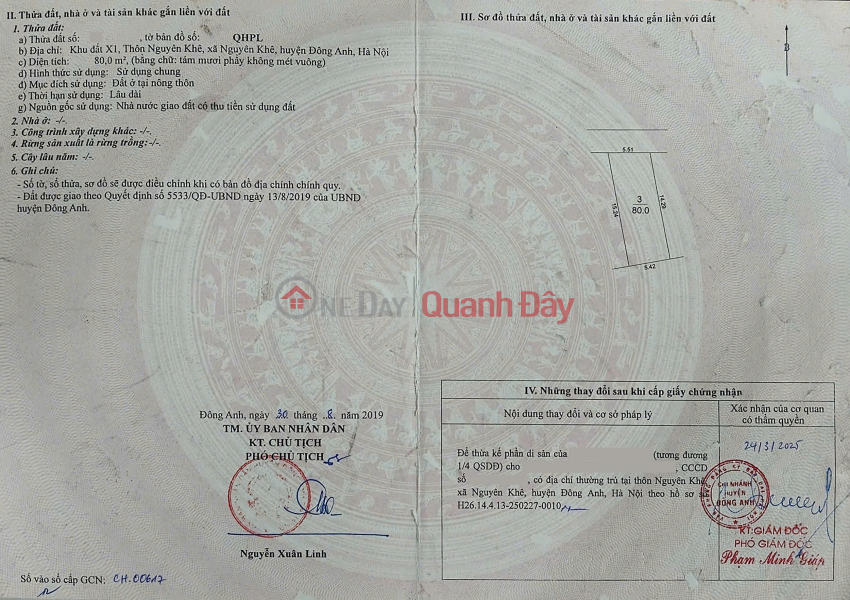 II. Thửa đất, nhà ở và tài sản khác gắn liền với đất
1. Thửa đất:
a) Thửa đất số: , tờ bản đồ số: QHPL
b) Địa chỉ: Khu đất X1, Thôn Nguyên Khê, xã Nguyên Khê, huyện Đông Anh, Hà Nội
c) Diện tích: 80,0 m², (bằng chữ: tám mươi phẩy không mét vuông)
d) Hình thức sử dụng: Sử dụng chung
đ) Mục đích sử dụng: Đất ở tại nông thôn
e) Thời hạn sử dụng: Lâu dài
g) Nguồn gốc sử dụng: Nhà nước giao đất có thu tiền sử dụng đất
2. Nhà ở: -/-.
3. Công trình xây dựng khác: -/-.
4. Rừng sản xuất là rừng trồng:-/-.
5. Cây lâu năm: -/-.
6. Ghi chú:
- Số tờ, số thửa, sơ đồ sẽ được điều chỉnh khi có bản đồ địa chính chính quy.
- Đất được giao theo Quyết định số 5533/QĐ-UBND ngày 13/8/2019 của UBND
huyện Đông Anh.
Đông Anh, ngày 30 tháng 8 năm 2019
TM. ỦY BAN NHÂN DÂN
KT. CHỦ TỊCH
PHÓ CHỦ TỊCH
Nguyễn Xuân Linh
Số vào sổ cấp GCN: CH.00617
III. Sơ đồ thửa đất, nhà ở và tài sản khác gắn liền với đất
B
5.51
15.24
3
80.0
14.29
5.42
ONEDAY QUANH ĐÂY
IV. Những thay đổi sau khi cấp giấy chứng nhận
Nội dung thay đổi và cơ sở pháp lý
Xác nhận của cơ quan
có thẩm quyền
24/3/2025
Để thừa kế phần di sản của (tương đương
1/4 QSDĐ) cho , CCCD
số , có địa chỉ thường trú tại thôn Nguyên Khê,
xã Nguyên Khê, huyện Đông Anh, Hà Nội theo hồ sơ số
H26.14.4.13-250227-0010
CHI NHÁNH
HUYỆN
ĐÔNG ANH
KT.GIÁM ĐỐC
PHÓ GIÁM ĐỐC
Phạm Minh Giáp